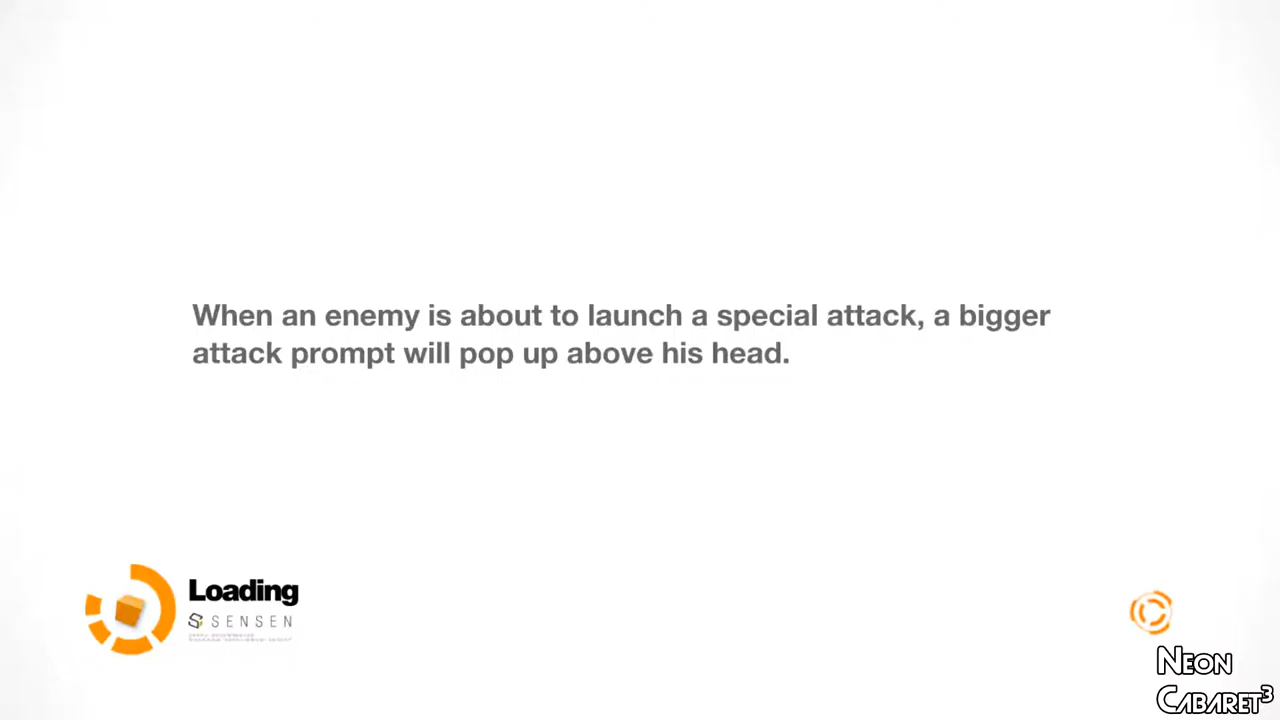 When an enemy is about to launch a special attack, a bigger
attack prompt will pop up above his head.
Loading
SENSEN
NEON
CABARET3